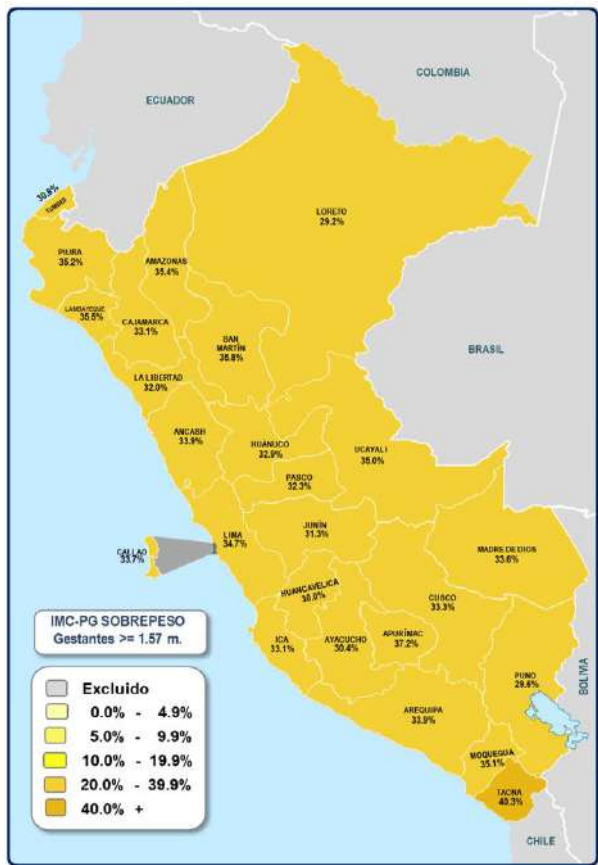 COLOMBIA
ECUADOR
30.8%
TUMBES
LORETO
29.2%
PIURA
35.2%
AMAZONAS
35.4%
LAMBAYEQUE
35.5%
CAJAMARCA
33.1%
SAN
MARTÍN
35.8%
BRASIL
LA LIBERTAD
32.0%
ANCASH
33.9%
HUÁNUCO
32.9%
UCAYALI
35.0%
PASCO
32.3%
LIMA
34.7%
JUNÍN
31.3%
CALLAO
33.7%
MADRE DE DIOS
33.6%
HUANCAVELICA
30.0%
CUSCO
33.3%
IMC-PG SOBREPESO
Gestantes >= 1.57 m.
ICA
33.1%
AYACUCHO
30.4%
APURÍMAC
37.2%
PUNO
29.6%
BOLIVIA
AREQUIPA
33.9%
MOQUEGUA
35.1%
TACNA
40.3%
CHILE
Excluido
0.0% - 4.9%
5.0% - 9.9%
10.0% - 19.9%
20.0% - 39.9%
40.0% +